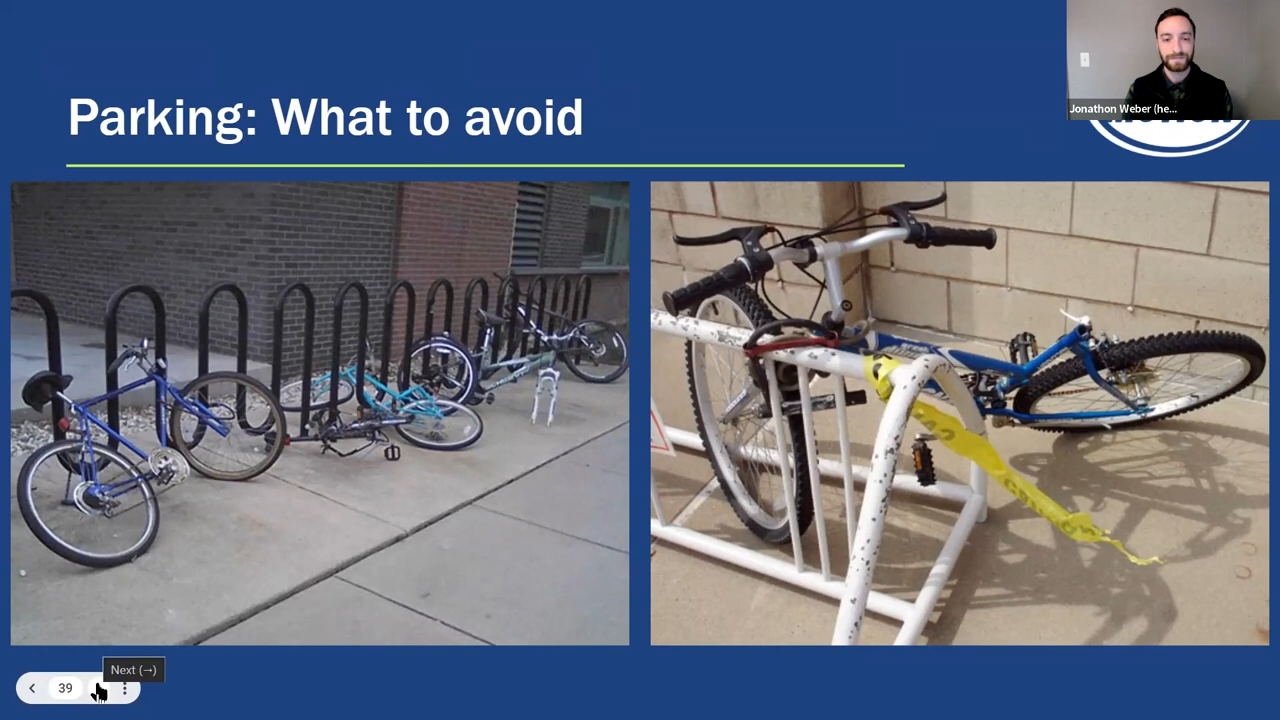 Parking: What to avoid
Jonathon Weber (he...
Next (→)
39